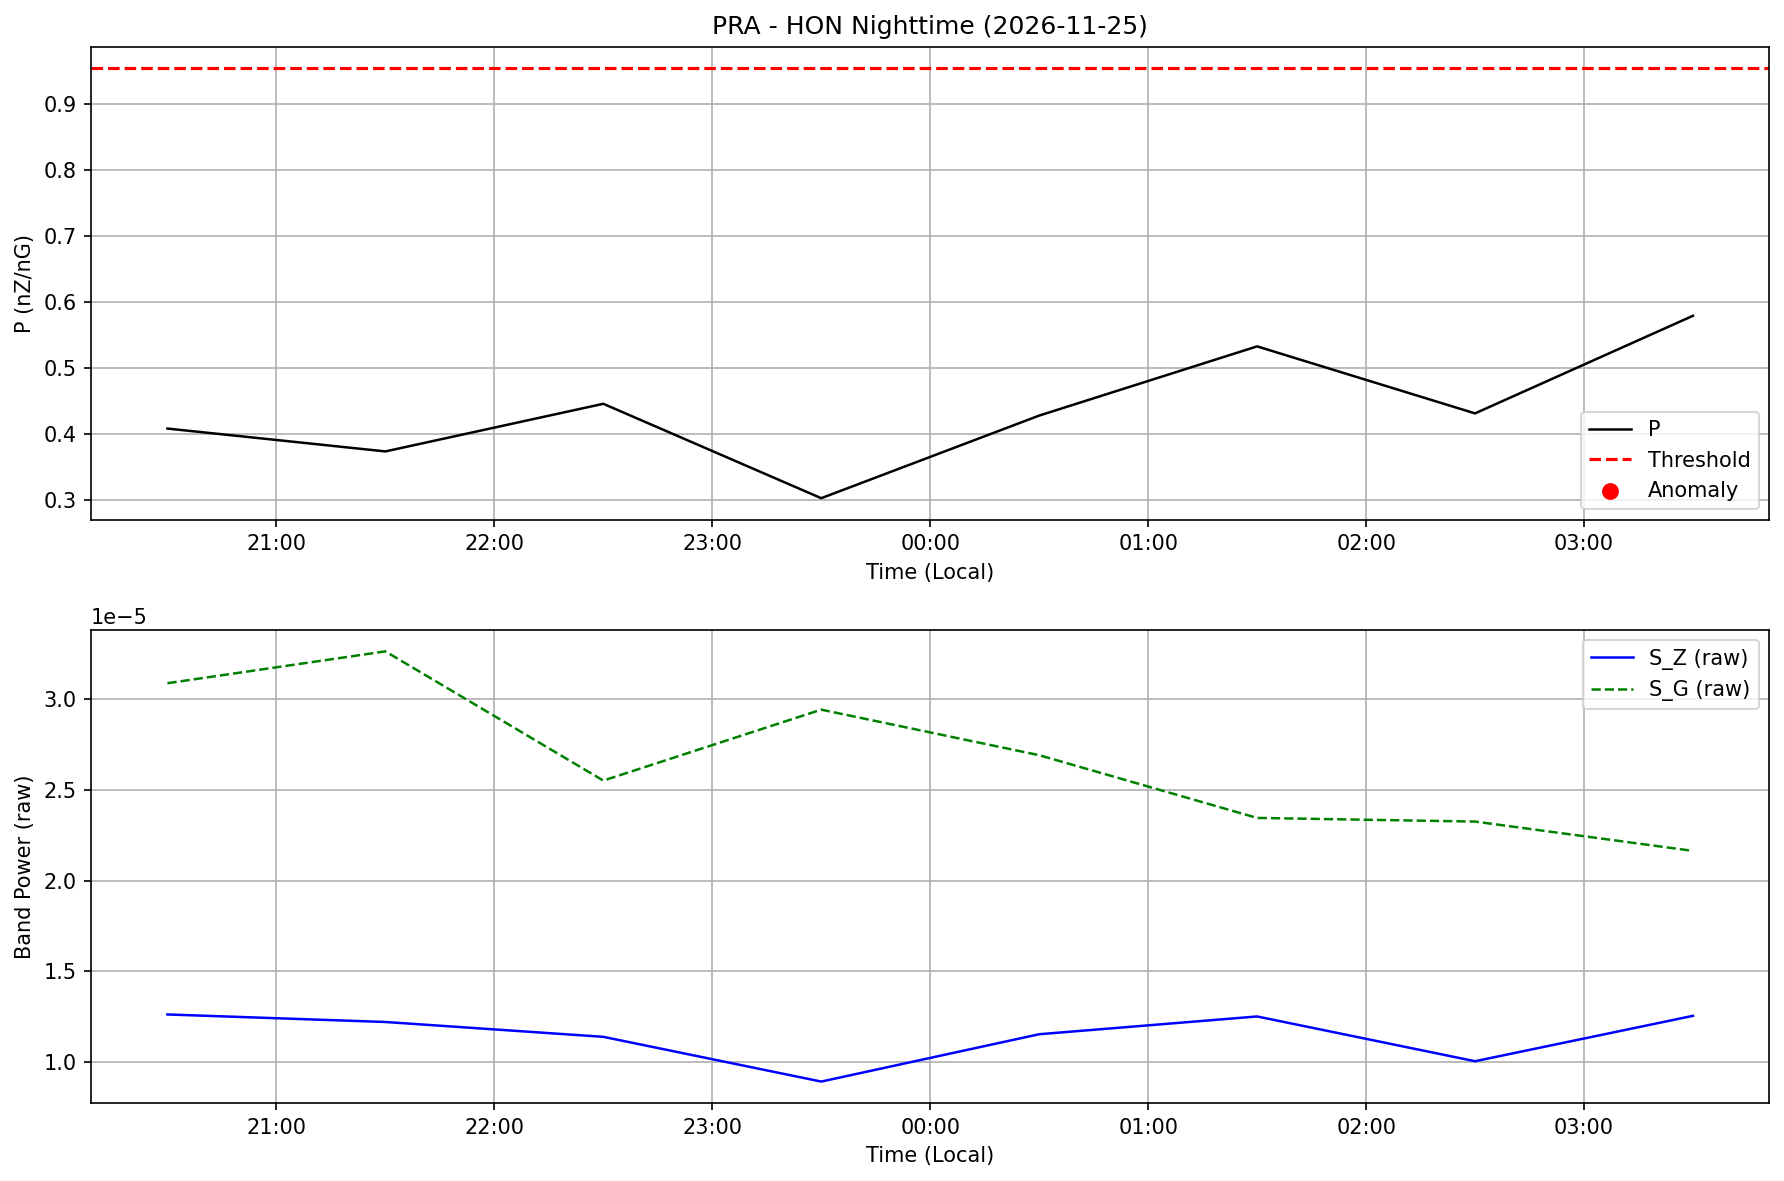 PRA - HON Nighttime (2026-11-25)
P (nZ/nG)
0.9
0.8
0.7
0.6
0.5
0.4
0.3
P
Threshold
Anomaly
21:00 22:00 23:00 00:00 01:00 02:00 03:00
Time (Local)
1e−5
Band Power (raw)
3.0
2.5
2.0
1.5
1.0
S_Z (raw)
S_G (raw)
21:00 22:00 23:00 00:00 01:00 02:00 03:00
Time (Local)